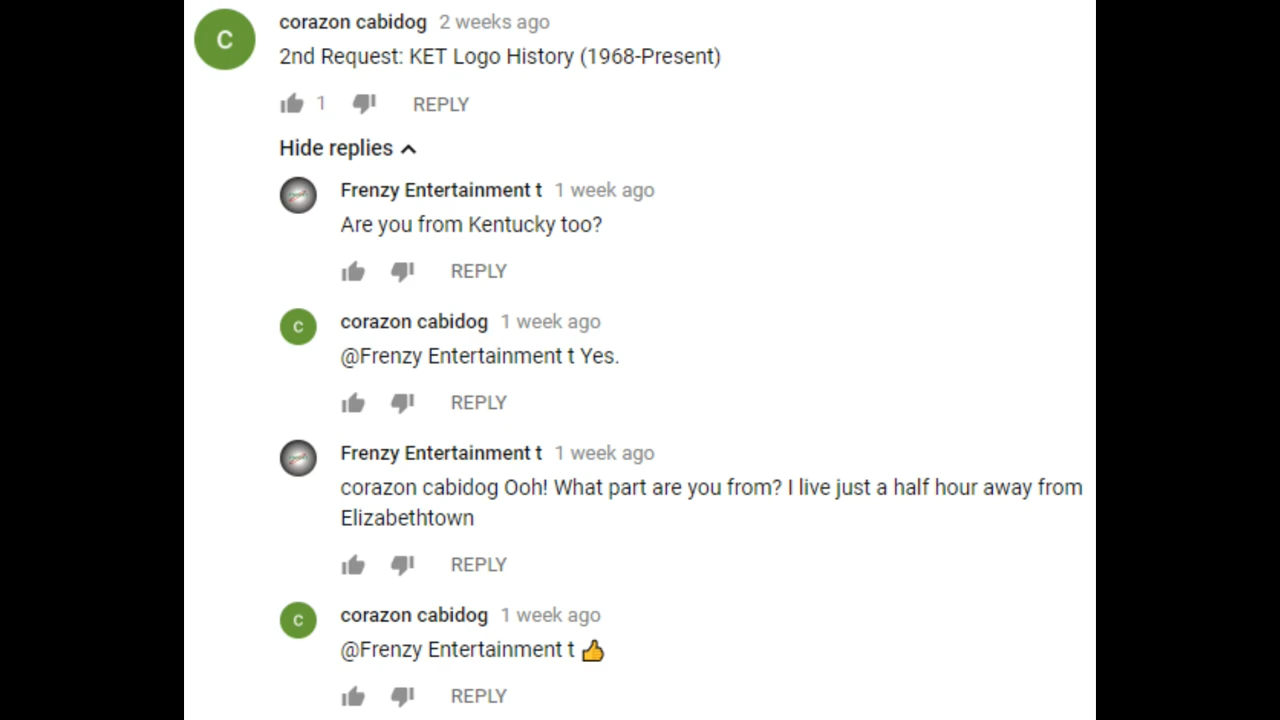 C
corazon cabidog 2 weeks ago
2nd Request: KET Logo History (1968-Present)
1 REPLY
Hide replies
Frenzy Entertainment t 1 week ago
Are you from Kentucky too?
REPLY
C
corazon cabidog 1 week ago
@Frenzy Entertainment t Yes.
REPLY
Frenzy Entertainment t 1 week ago
corazon cabidog Ooh! What part are you from? I live just a half hour away from
Elizabethtown
REPLY
C
corazon cabidog 1 week ago
@Frenzy Entertainment t 👍
REPLY